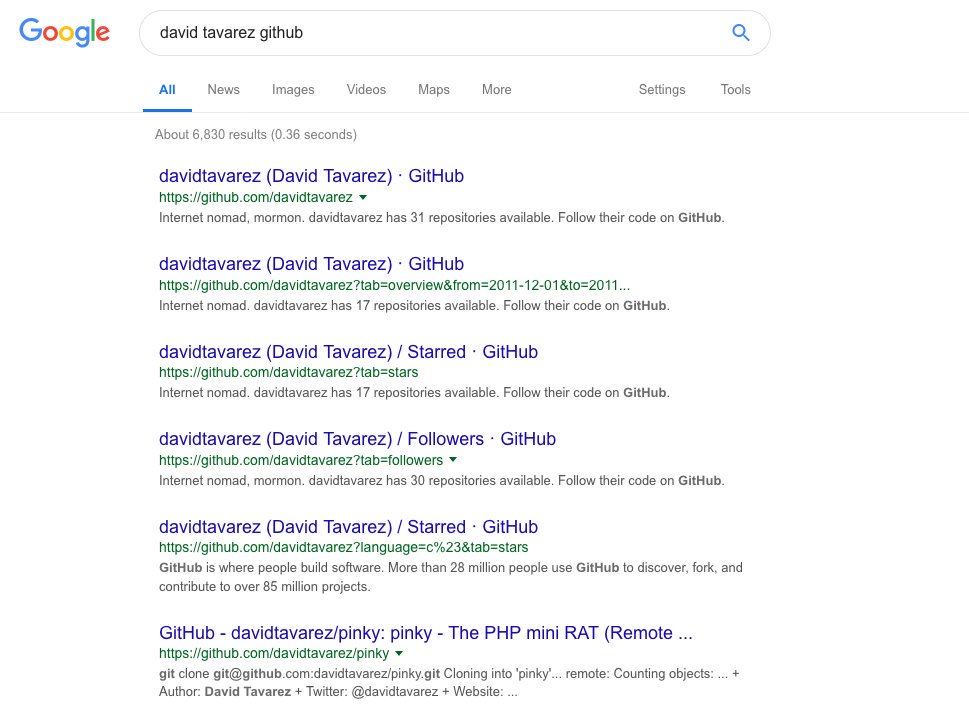 Google
david tavarez github
All News Images Videos Maps More Settings Tools
About 6,830 results (0.36 seconds)
davidtavarez (David Tavarez) · GitHub
https://github.com/davidtavarez
Internet nomad, mormon. davidtavarez has 31 repositories available. Follow their code on GitHub.
davidtavarez (David Tavarez) · GitHub
https://github.com/davidtavarez?tab=overview&from=2011-12-01&to=2011...
Internet nomad. davidtavarez has 17 repositories available. Follow their code on GitHub.
davidtavarez (David Tavarez) / Starred · GitHub
https://github.com/davidtavarez?tab=stars
Internet nomad. davidtavarez has 17 repositories available. Follow their code on GitHub.
davidtavarez (David Tavarez) / Followers · GitHub
https://github.com/davidtavarez?tab=followers
Internet nomad, mormon. davidtavarez has 30 repositories available. Follow their code on GitHub.
davidtavarez (David Tavarez) / Starred · GitHub
https://github.com/davidtavarez?language=c%23&tab=stars
GitHub is where people build software. More than 28 million people use GitHub to discover, fork, and
contribute to over 85 million projects.
GitHub - davidtavarez/pinky: pinky - The PHP mini RAT (Remote ...
https://github.com/davidtavarez/pinky
git clone git@github.com:davidtavarez/pinky.git Cloning into 'pinky'... remote: Counting objects: ... +
Author: David Tavarez + Twitter: @davidtavarez + Website: ...